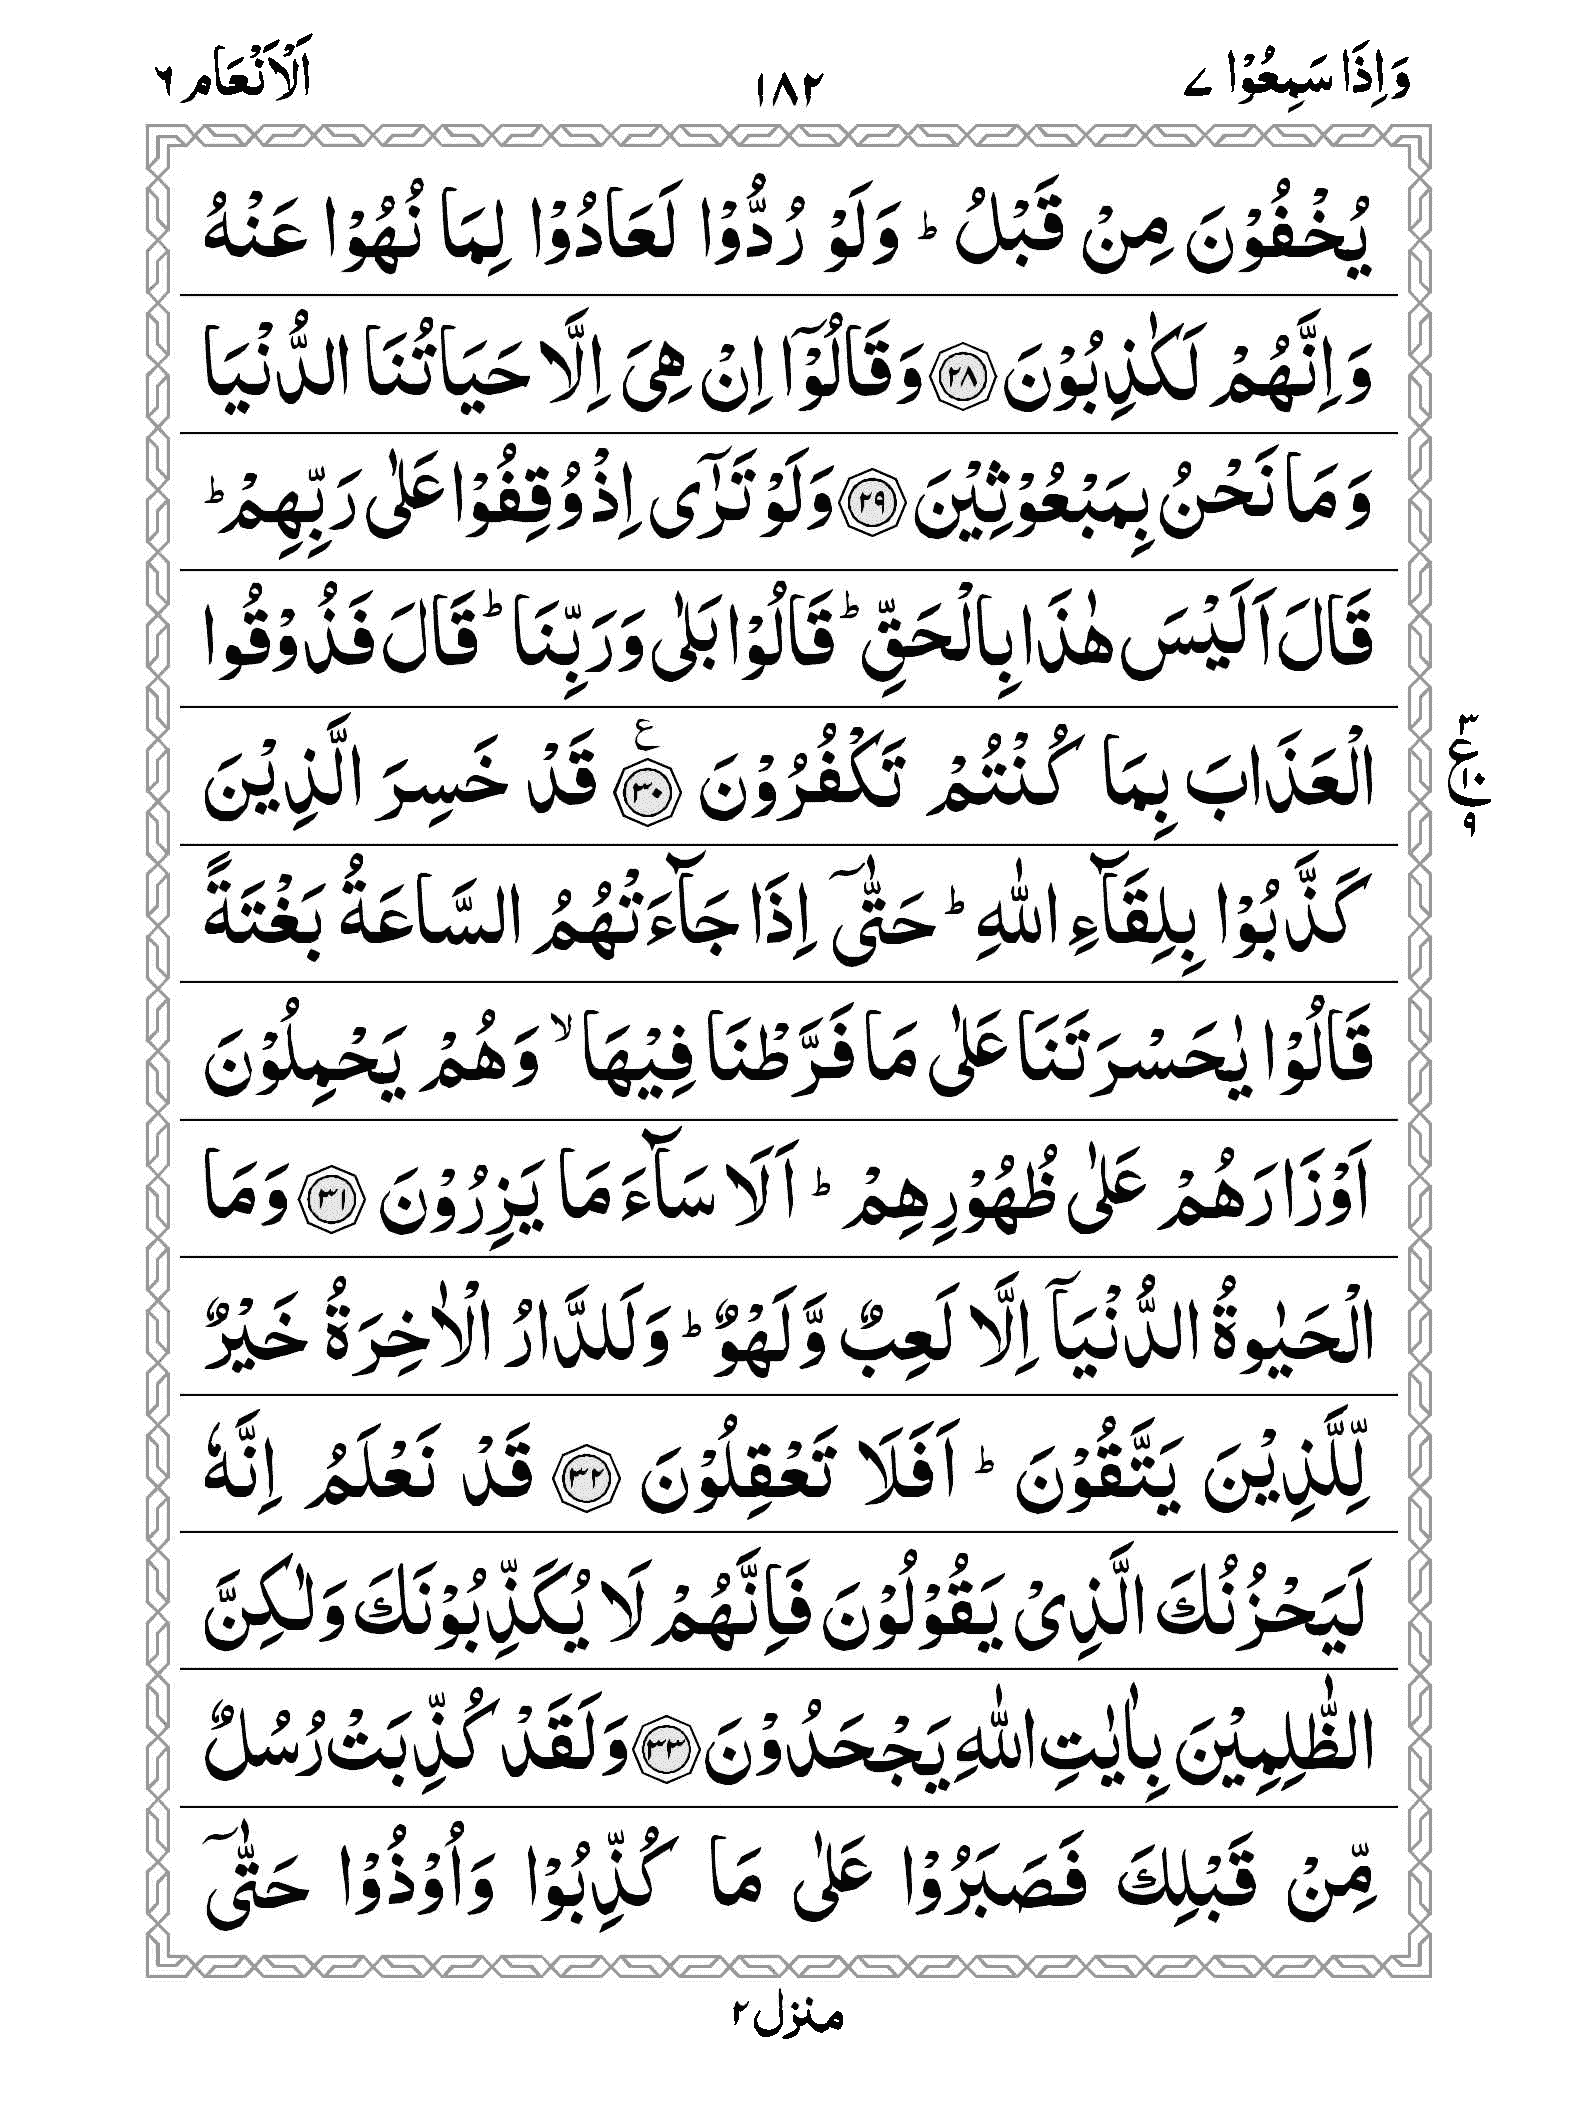 وَاِذَا سَمِعُوْا ٧ ١٨٢ اَلْاَنْعَام ٦
يُخْفُوْنَ مِنْ قَبْلُ ؕ وَلَوْ رُدُّوْا لَعَادُوْا لِمَا نُهُوْا عَنْهُ
وَاِنَّهُمْ لَكٰذِبُوْنَ ﴿٢٨﴾ وَقَالُوْۤا اِنْ هِىَ اِلَّا حَيَاتُنَا الدُّنْيَا
وَمَا نَحْنُ بِمَبْعُوْثِيْنَ ﴿٢٩﴾ وَلَوْ تَرٰٓى اِذْ وُقِفُوْا عَلٰى رَبِّهِمْ ؕ
قَالَ اَلَيْسَ هٰذَا بِالْحَقِّ ؕ قَالُوْا بَلٰى وَرَبِّنَا ؕ قَالَ فَذُوْقُوا
الْعَذَابَ بِمَا كُنْتُمْ تَكْفُرُوْنَ ﴿٣٠﴾ ع قَدْ خَسِرَ الَّذِيْنَ
٣
ع ١٠
٩
كَذَّبُوْا بِلِقَآءِ اللّٰهِ ؕ حَتّٰٓى اِذَا جَآءَتْهُمُ السَّاعَةُ بَغْتَةً
قَالُوْا يٰحَسْرَتَنَا عَلٰى مَا فَرَّطْنَا فِيْهَا ۙ وَهُمْ يَحْمِلُوْنَ
اَوْزَارَهُمْ عَلٰى ظُهُوْرِهِمْ ؕ اَلَا سَآءَ مَا يَزِرُوْنَ ﴿٣١﴾ وَمَا
الْحَيٰوةُ الدُّنْيَاۤ اِلَّا لَعِبٌ وَّلَهْوٌ ؕ وَلَلدَّارُ الْاٰخِرَةُ خَيْرٌ
لِّلَّذِيْنَ يَتَّقُوْنَ ؕ اَفَلَا تَعْقِلُوْنَ ﴿٣٢﴾ قَدْ نَعْلَمُ اِنَّهٗ
لَيَحْزُنُكَ الَّذِىْ يَقُوْلُوْنَ فَاِنَّهُمْ لَا يُكَذِّبُوْنَكَ وَلٰكِنَّ
الظّٰلِمِيْنَ بِاٰيٰتِ اللّٰهِ يَجْحَدُوْنَ ﴿٣٣﴾ وَلَقَدْ كُذِّبَتْ رُسُلٌ
مِّنْ قَبْلِكَ فَصَبَرُوْا عَلٰى مَا كُذِّبُوْا وَاُوْذُوْا حَتّٰٓى
منزل ٢